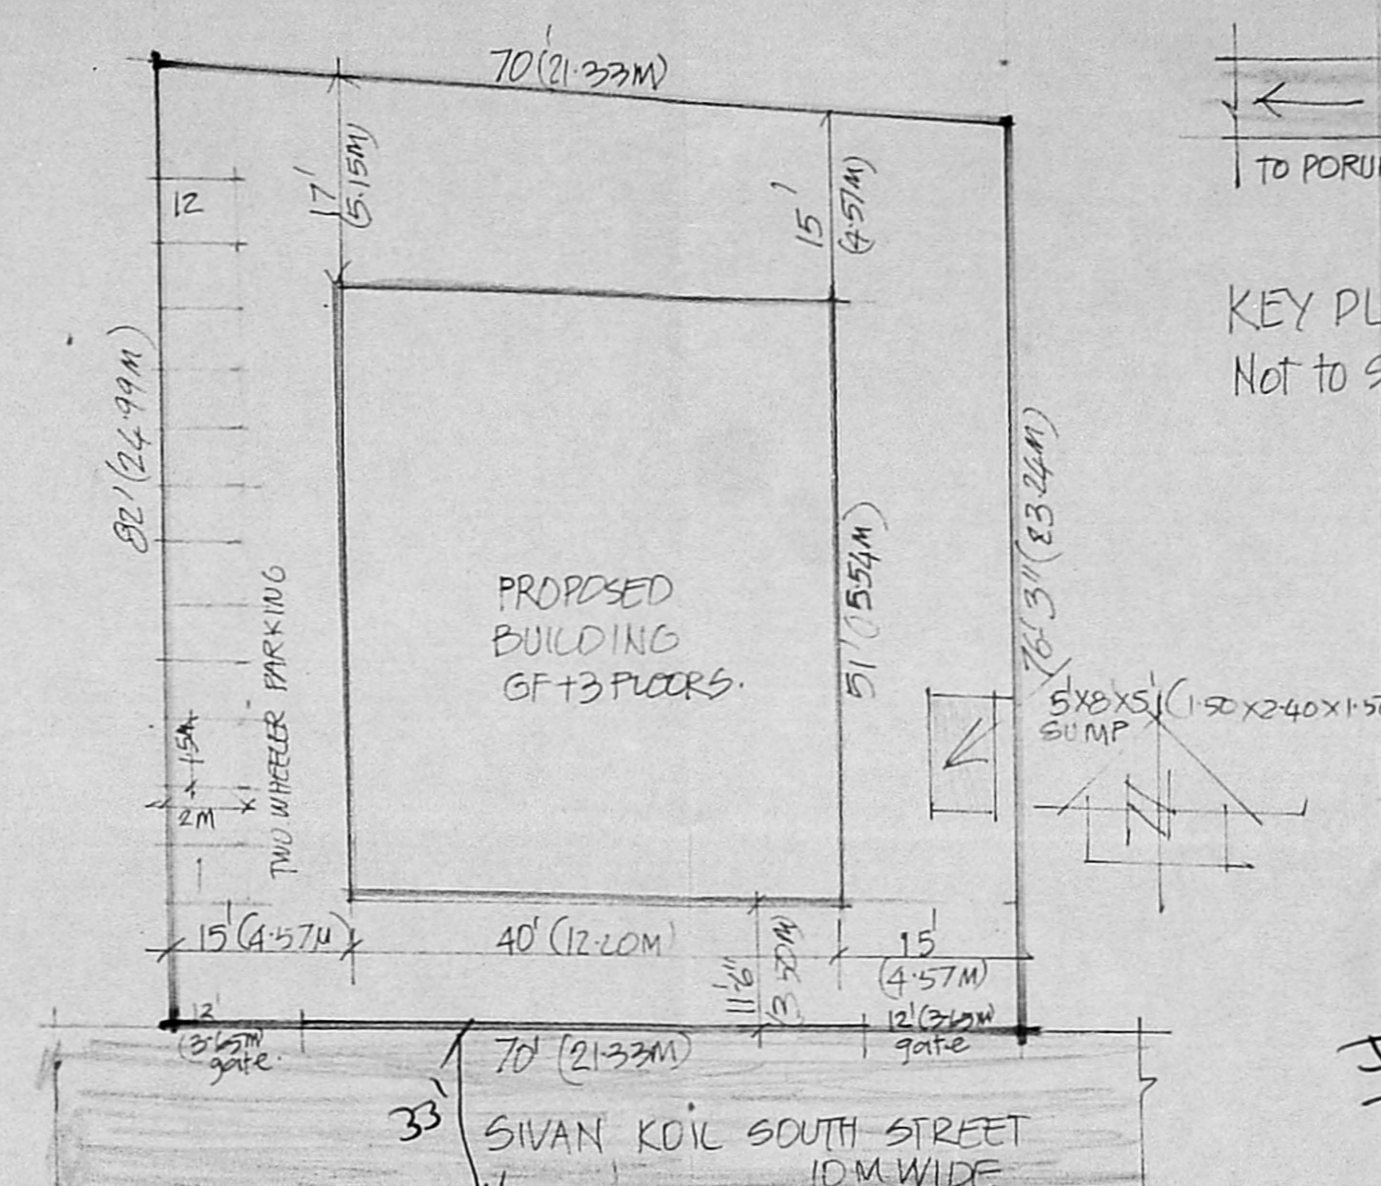 70'(21.33M)
TO PORU
17'
(5.15M)
15'
(4.57M)
12
KEY PL
Not to S
82' (24.99M)
76'3" (23.24M)
51' (15.54M)
PROPOSED
BUILDING
GF+3 FLOORS.
TWO WHEELER PARKING
5'X8'X5' (1.50X2.40X1.50
SUMP
1.5M
2M
N
15' (4.57M)
40' (12.20M)
15'
(4.57M)
11'-6"
(3.50M)
12'
(3.65M)
gate.
12' (3.65M)
gate
70' (21.33M)
33'
SIVAN KOIL SOUTH STREET
10M WIDE